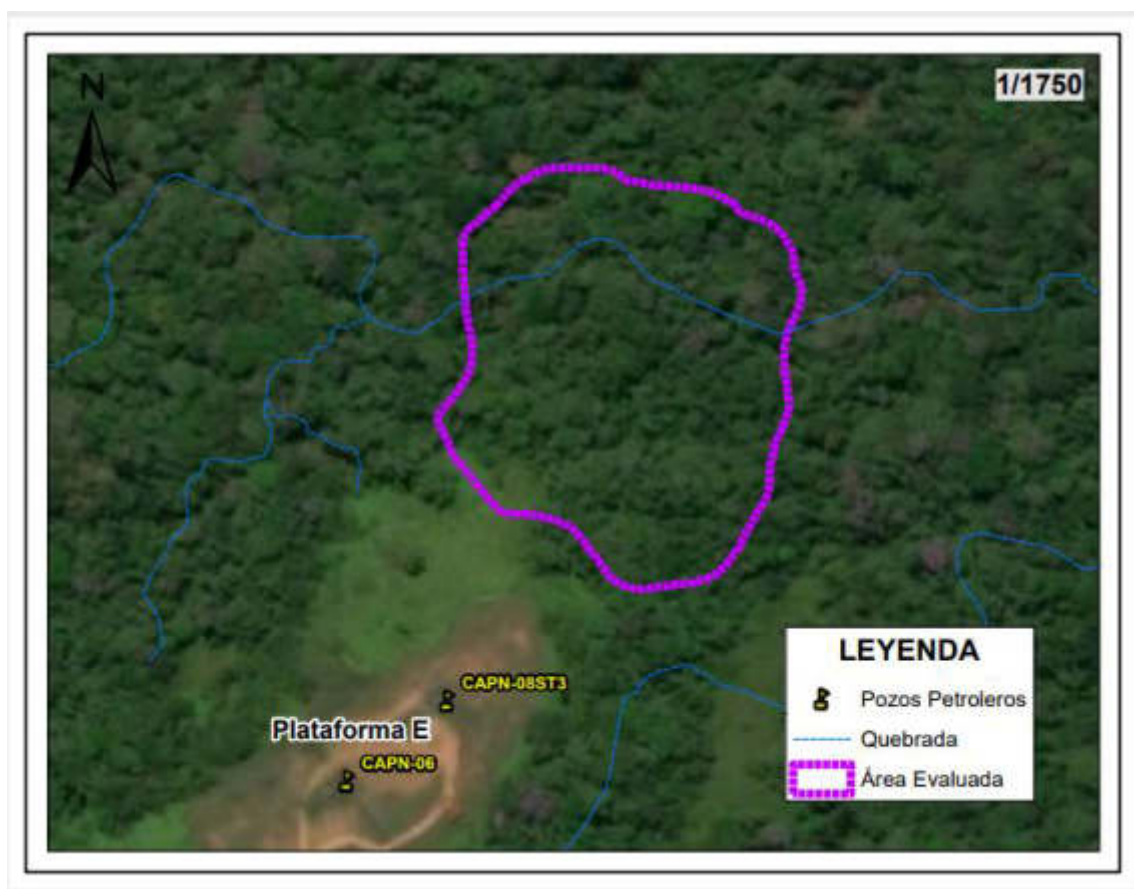 N
1/1750
CAPN-08ST3
Plataforma E
CAPN-06
LEYENDA
Pozos Petroleros
Quebrada
Área Evaluada